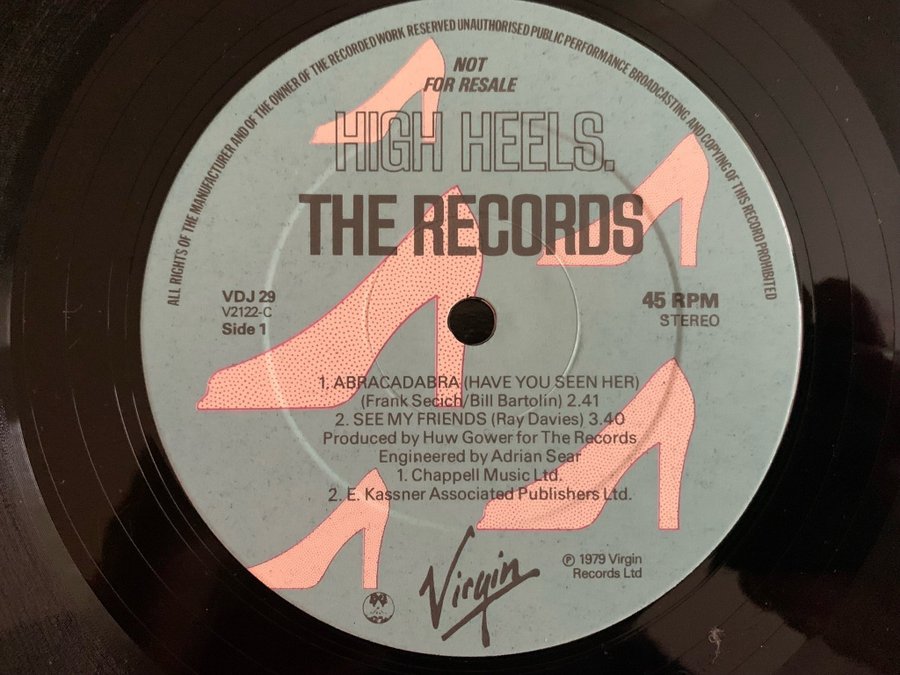 ALL RIGHTS OF THE MANUFACTURER AND OF THE OWNER OF THE RECORDED WORK RESERVED UNAUTHORISED PUBLIC PERFORMANCE BROADCASTING AND COPYING OF THIS RECORD PROHIBITED
NOT
FOR RESALE
HIGH HEELS.
THE RECORDS
VDJ 29
V2122-C
Side 1
45 RPM
STEREO
1. ABRACADABRA (HAVE YOU SEEN HER)
(Frank Secich/Bill Bartolin) 2.41
2. SEE MY FRIENDS (Ray Davies) 3.40
Produced by Huw Gower for The Records
Engineered by Adrian Sear
1. Chappell Music Ltd.
2. E. Kassner Associated Publishers Ltd.
Virgin
℗ 1979 Virgin
Records Ltd